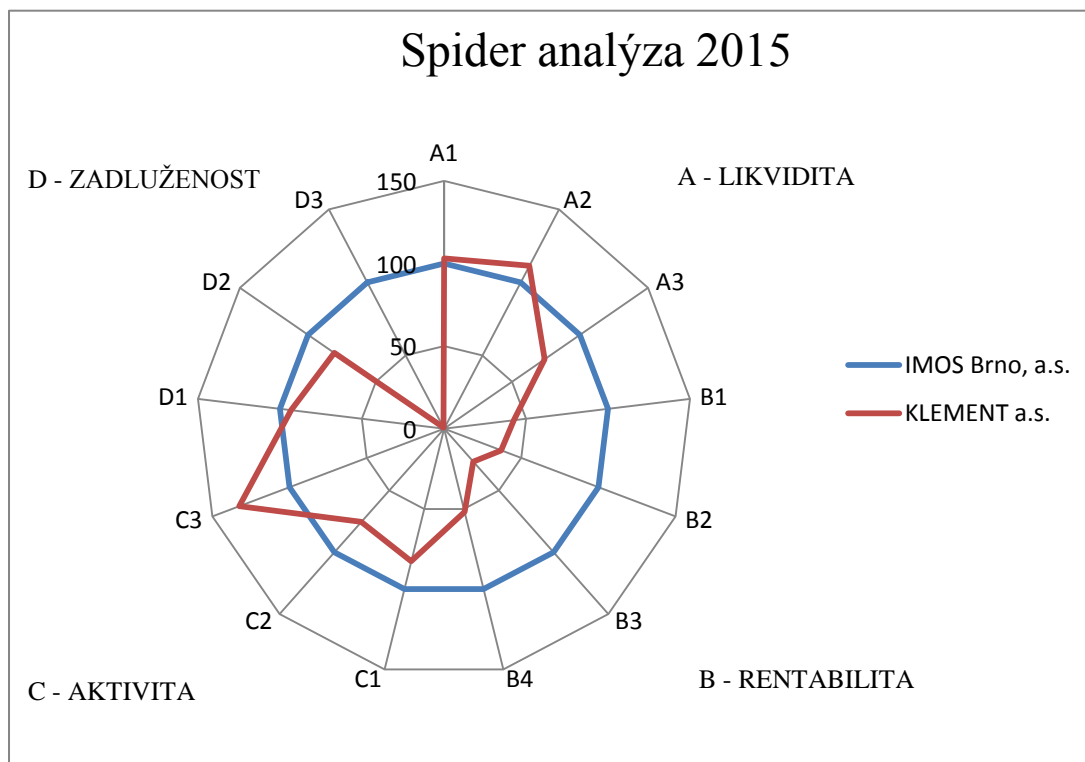 Spider analýza 2015
D - ZADLUŽENOST
A - LIKVIDITA
A1
A2
A3
B1
B2
B3
B4
C1
C2
C3
D1
D2
D3
150
100
50
0
IMOS Brno, a.s.
KLEMENT a.s.
C - AKTIVITA
B - RENTABILITA